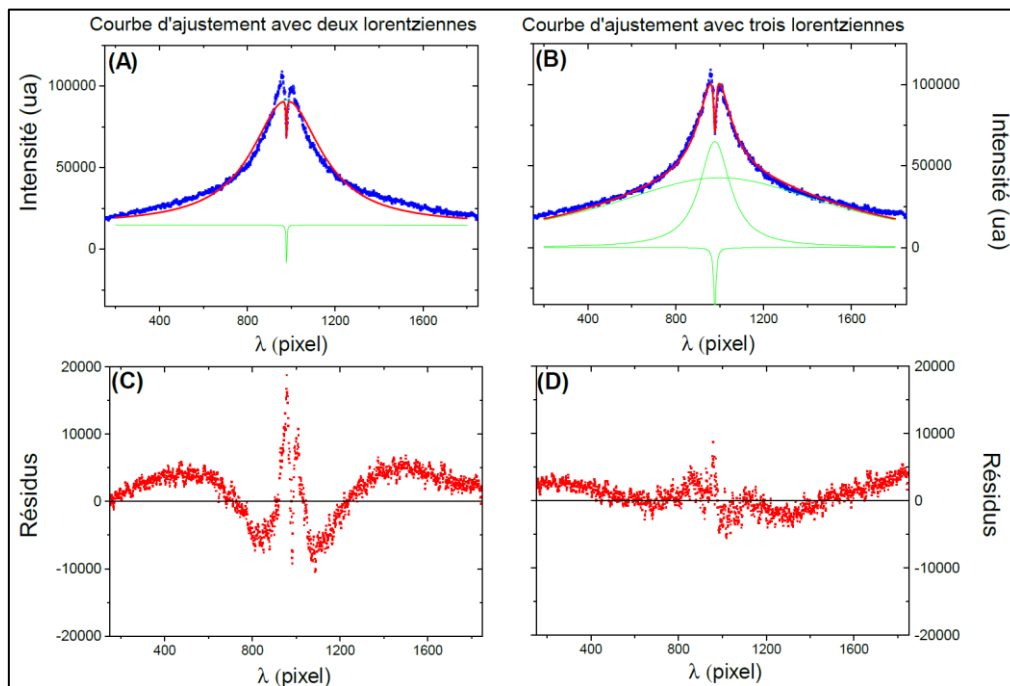 Courbe d'ajustement avec deux lorentziennes
Courbe d'ajustement avec trois lorentziennes
(A)
Intensité (ua)
100000
50000
0
400
800
1200
1600
λ (pixel)
(B)
100000
50000
0
Intensité (ua)
400
800
1200
1600
λ (pixel)
(C)
Résidus
20000
10000
0
-10000
-20000
400
800
1200
1600
λ (pixel)
(D)
20000
10000
0
-10000
-20000
Résidus
400
800
1200
1600
λ (pixel)